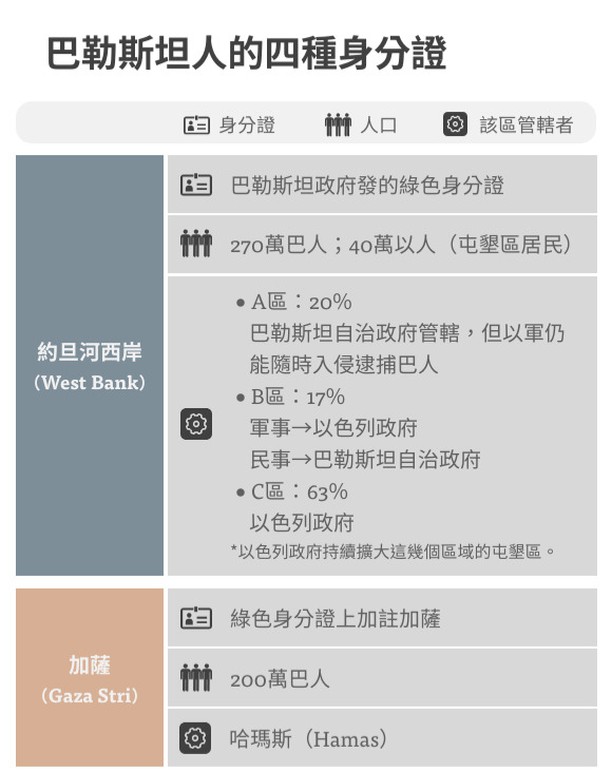 巴勒斯坦人的四種身分證
身分證 人口 該區管轄者
約旦河西岸
（West Bank）
巴勒斯坦政府發的綠色身分證
270萬巴人；40萬以人（屯墾區居民）
• A區：20%
巴勒斯坦自治政府管轄，但以軍仍
能隨時入侵逮捕巴人
• B區：17%
軍事→以色列政府
民事→巴勒斯坦自治政府
• C區：63%
以色列政府
*以色列政府持續擴大這幾個區域的屯墾區。
加薩
（Gaza Stri）
綠色身分證上加註加薩
200萬巴人
哈瑪斯（Hamas）